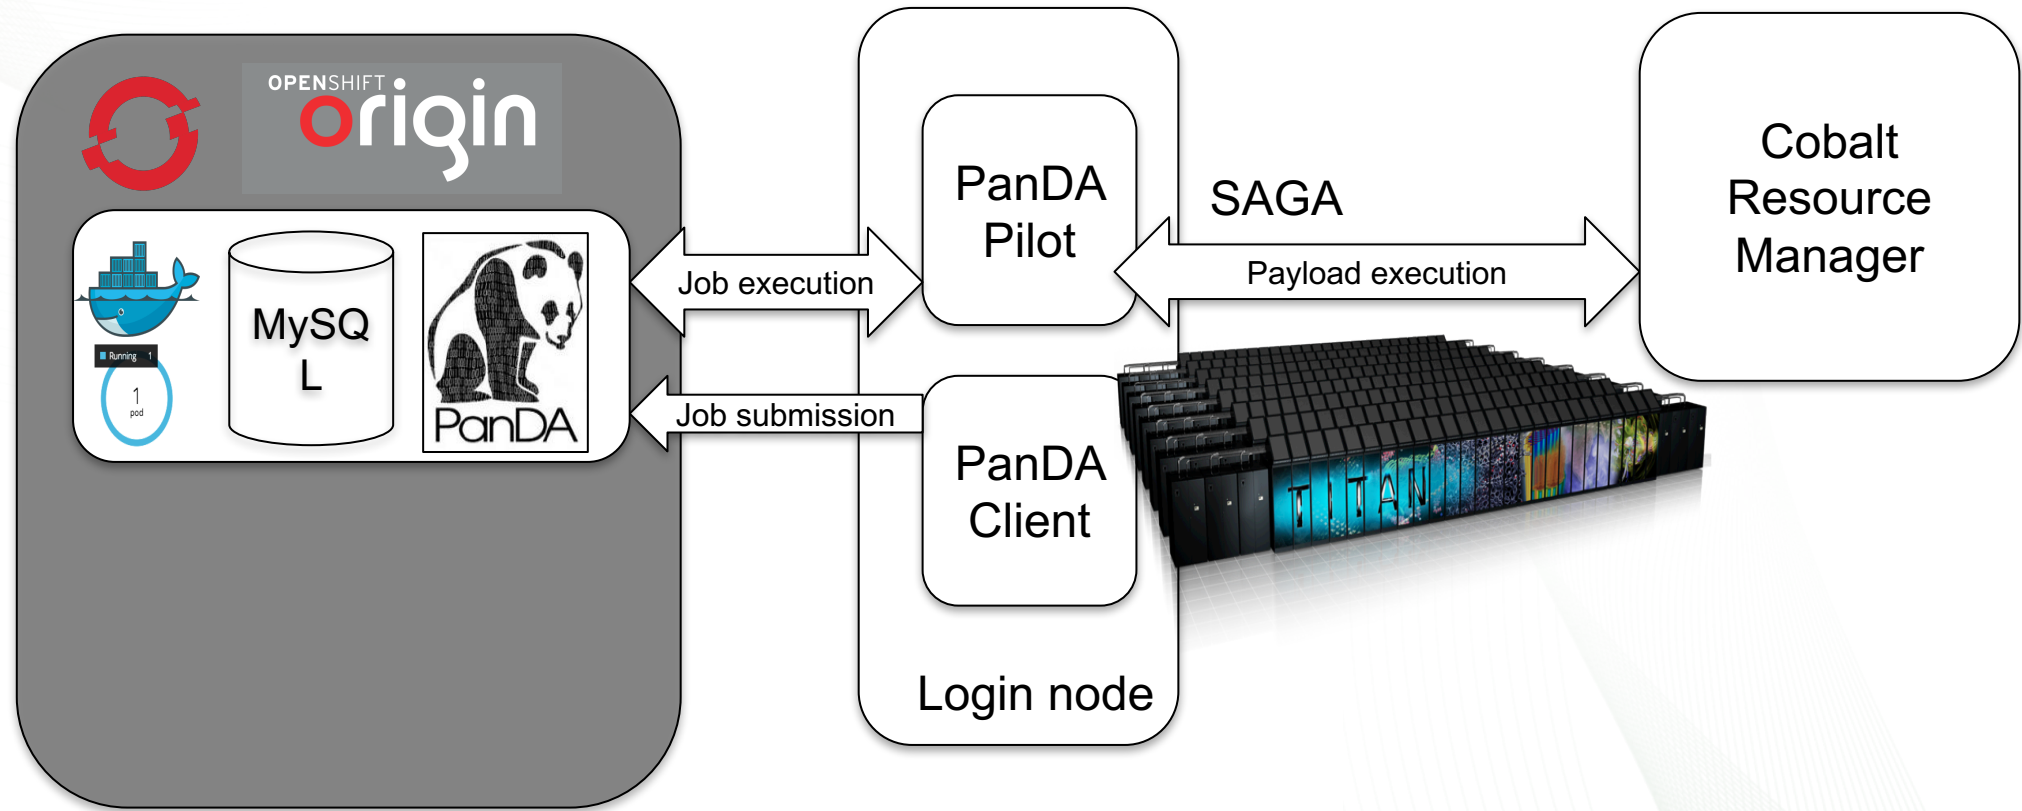 OPENSHIFT
origin
MySQ
L
Running 1
1
pod
PanDA
Job execution
Job submission
PanDA
Pilot
PanDA
Client
Login node
SAGA
Payload execution
TITAN
Cobalt
Resource
Manager